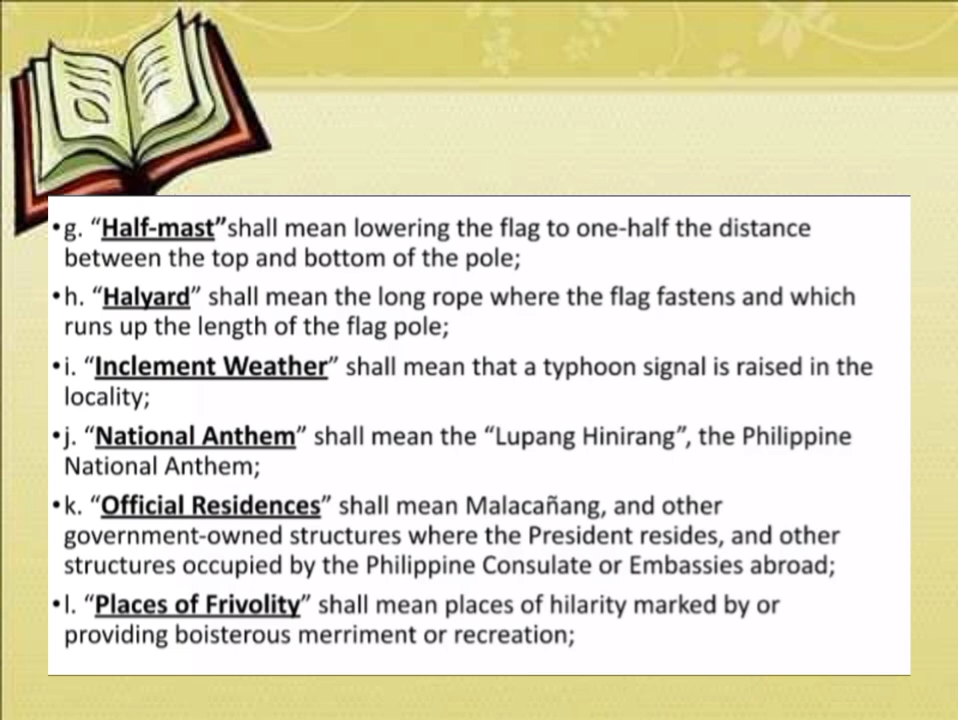 •g. “Half-mast”shall mean lowering the flag to one-half the distance
between the top and bottom of the pole;
•h. “Halyard” shall mean the long rope where the flag fastens and which
runs up the length of the flag pole;
•i. “Inclement Weather” shall mean that a typhoon signal is raised in the
locality;
•j. “National Anthem” shall mean the “Lupang Hinirang”, the Philippine
National Anthem;
•k. “Official Residences” shall mean Malacañang, and other
government-owned structures where the President resides, and other
structures occupied by the Philippine Consulate or Embassies abroad;
•l. “Places of Frivolity” shall mean places of hilarity marked by or
providing boisterous merriment or recreation;